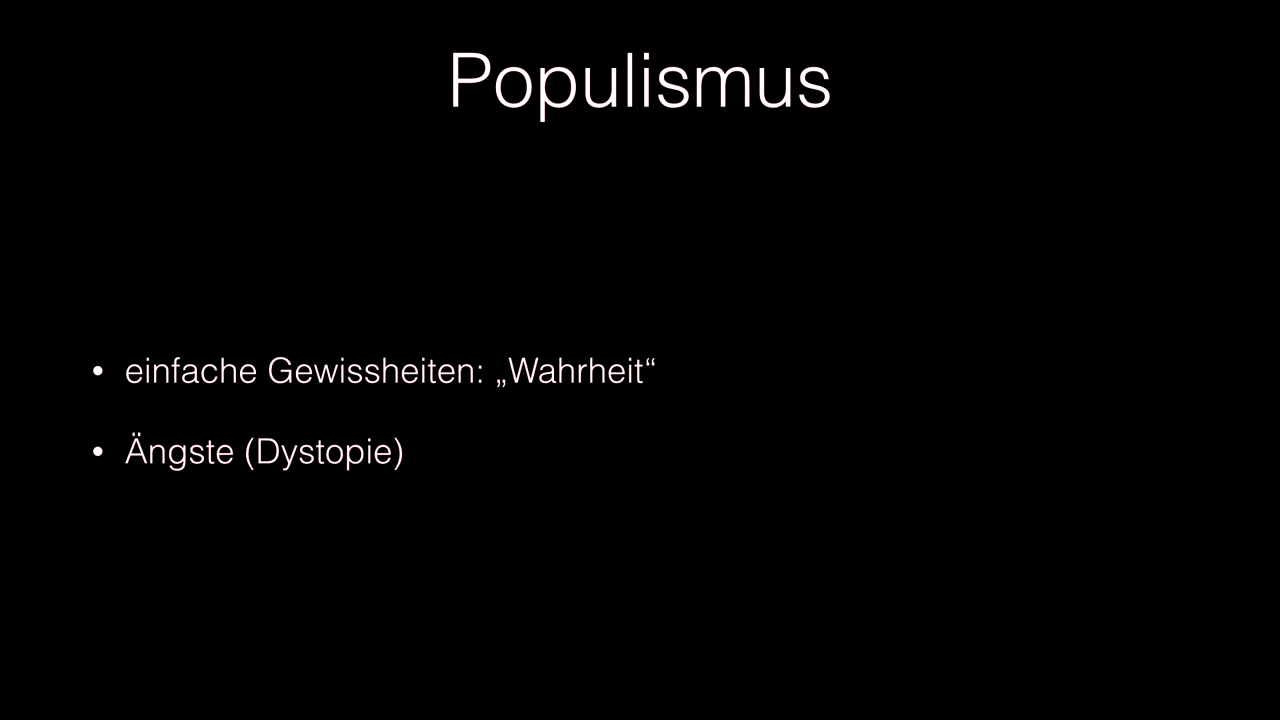 Populismus
• einfache Gewissheiten: „Wahrheit“
• Ängste (Dystopie)